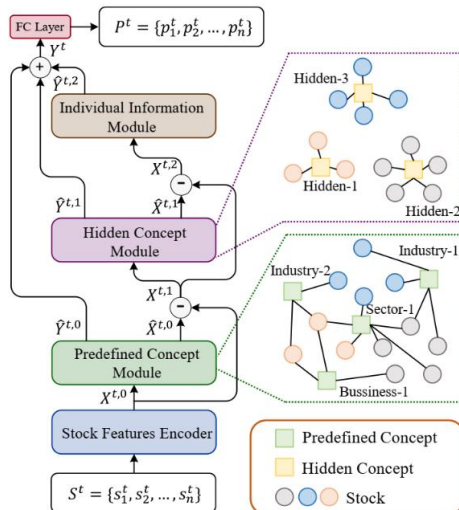 FC Layer
P^t = {p_1^t, p_2^t, ..., p_n^t}
Y^t
+
Ŷ^{t,2}
Individual Information
Module
X^{t,2}
-
Ŷ^{t,1}
X̂^{t,1}
Hidden Concept
Module
X^{t,1}
-
Ŷ^{t,0}
X̂^{t,0}
Predefined Concept
Module
X^{t,0}
Stock Features Encoder
S^t = {s_1^t, s_2^t, ..., s_n^t}
Hidden-3
Hidden-1
Hidden-2
Industry-1
Industry-2
Sector-1
Bussiness-1
Predefined Concept
Hidden Concept
Stock